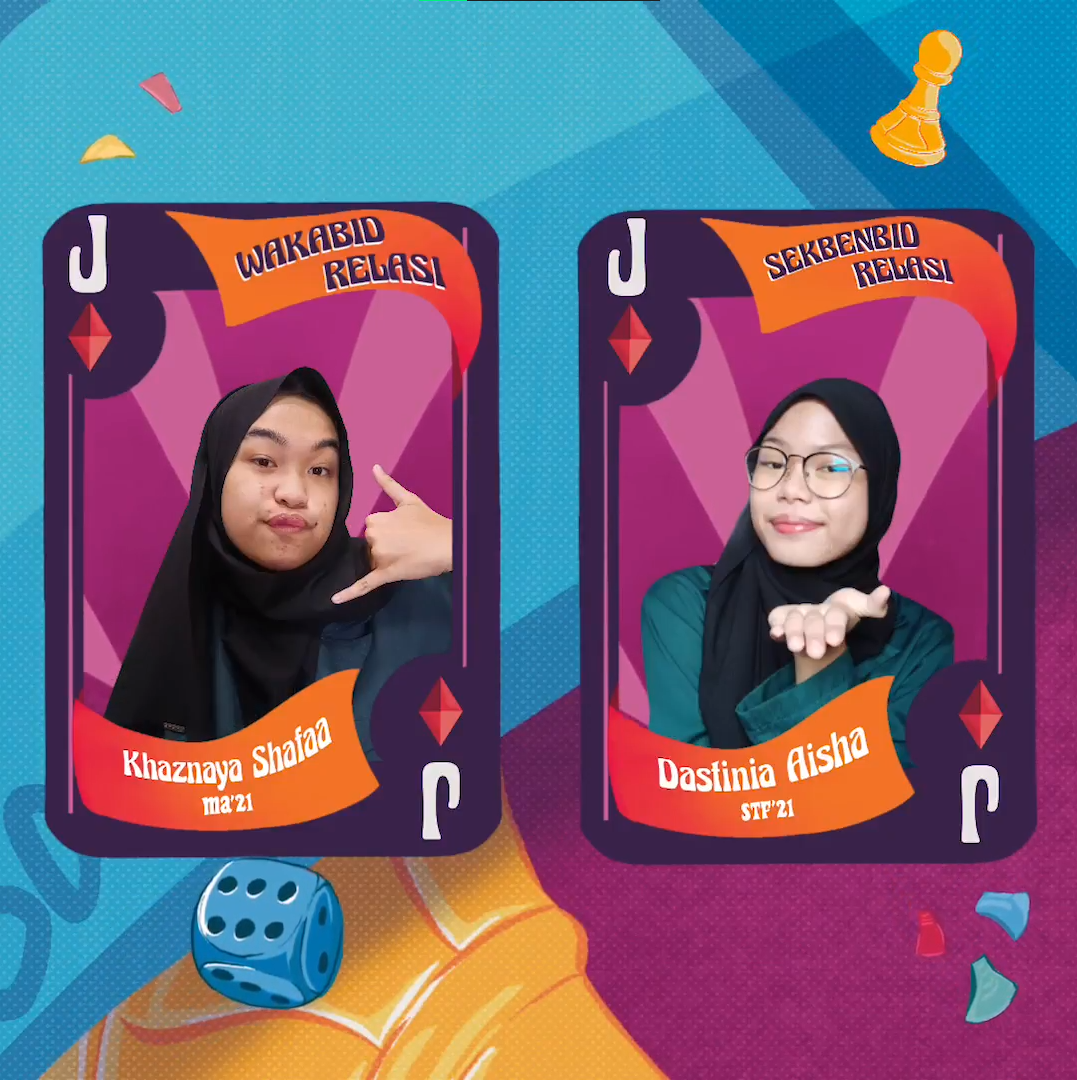 J
WAKABID
RELASI
Khaznaya Shafaa
ma'21
J
J
SEKBENBID
RELASI
Dastinia Aisha
STF'21
J